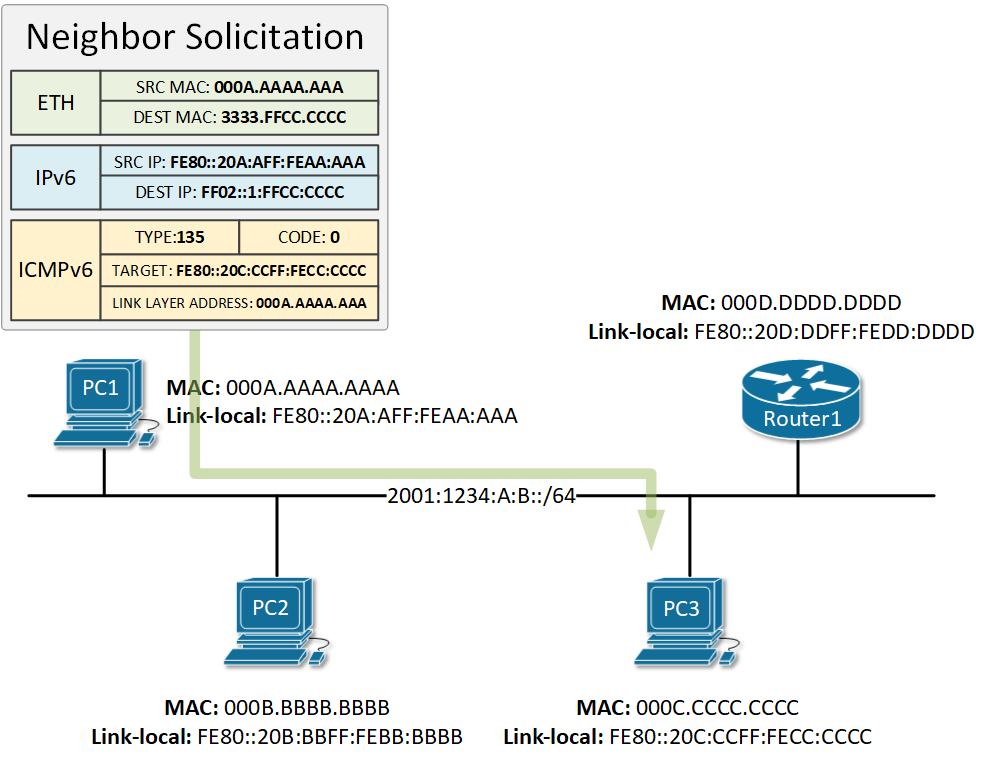 Neighbor Solicitation
ETH
SRC MAC: 000A.AAAA.AAA
DEST MAC: 3333.FFCC.CCCC
IPv6
SRC IP: FE80::20A:AFF:FEAA:AAA
DEST IP: FF02::1:FFCC:CCCC
ICMPv6
TYPE:135
CODE: 0
TARGET: FE80::20C:CCFF:FECC:CCCC
LINK LAYER ADDRESS: 000A.AAAA.AAA
MAC: 000D.DDDD.DDDD
Link-local: FE80::20D:DDFF:FEDD:DDDD
PC1
MAC: 000A.AAAA.AAAA
Link-local: FE80::20A:AFF:FEAA:AAA
Router1
2001:1234:A:B::/64
PC2
PC3
MAC: 000B.BBBB.BBBB
Link-local: FE80::20B:BBFF:FEBB:BBBB
MAC: 000C.CCCC.CCCC
Link-local: FE80::20C:CCFF:FECC:CCCC